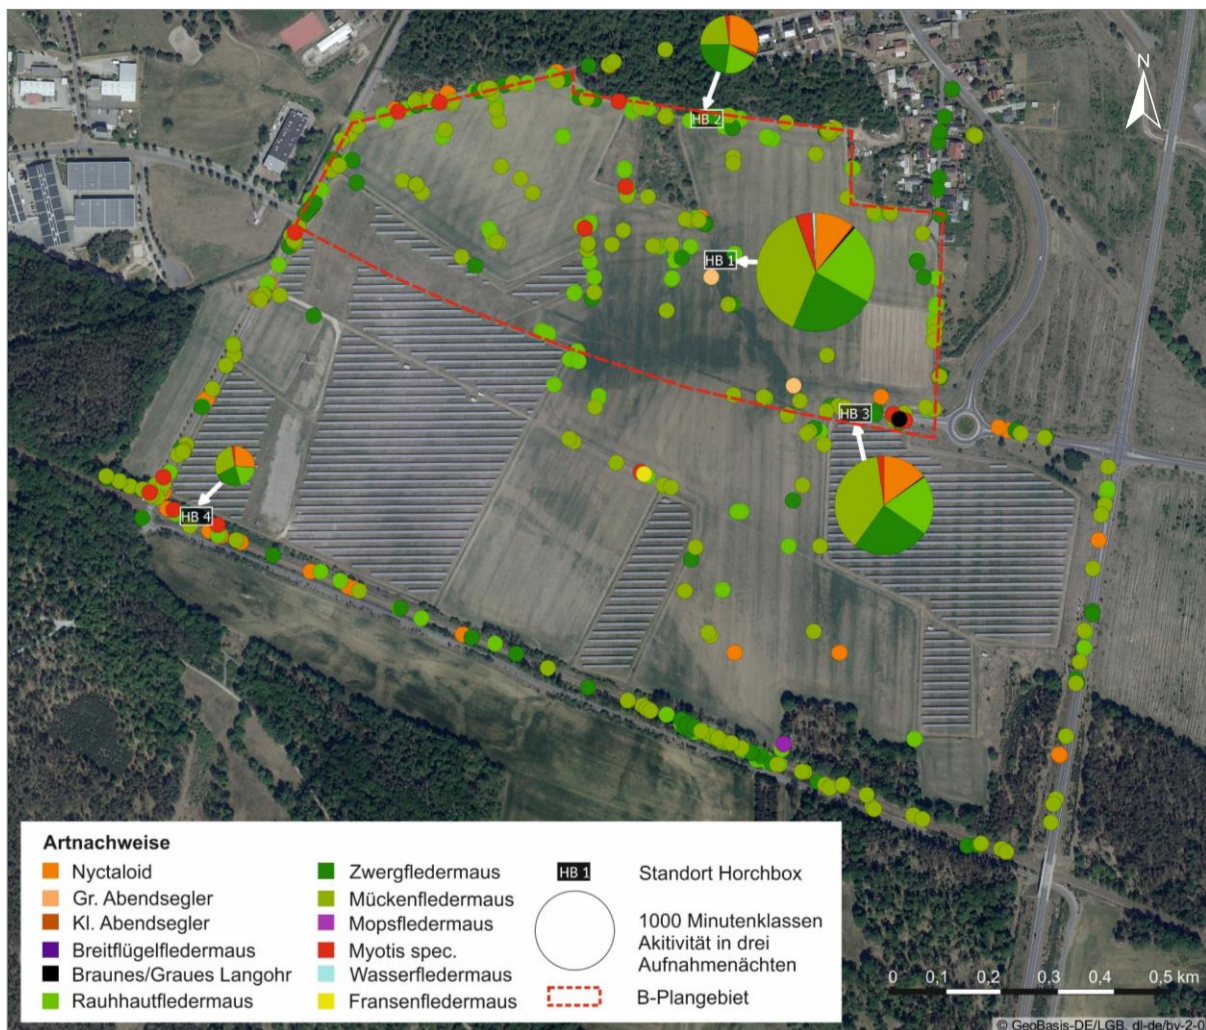 N
HB 2
HB 1
HB 3
HB 4
Artnachweise
Nyctaloid
Gr. Abendsegler
Kl. Abendsegler
Breitflügelfledermaus
Braunes/Graues Langohr
Rauhhautfledermaus
Zwergfledermaus
Mückenfledermaus
Mopsfledermaus
Myotis spec.
Wasserfledermaus
Fransenfledermaus
HB 1 Standort Horchbox
1000 Minutenklassen
Akitivität in drei
Aufnahmenächten
B-Plangebiet
0 0,1 0,2 0,3 0,4 0,5 km
© GeoBasis-DE/LGB, dl-de/by-2-0